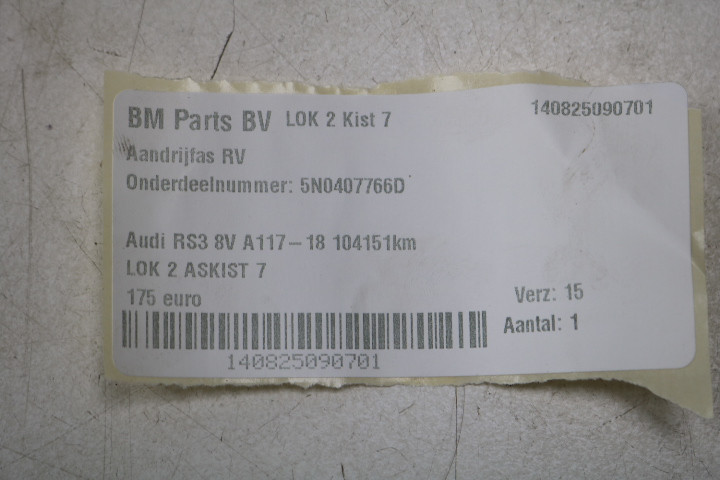 BM Parts BV LOK 2 Kist 7 140825090701
Aandrijfas RV
Onderdeelnummer: 5N0407766D
Audi RS3 8V A117-18 104151km
LOK 2 ASKIST 7
175 euro Verz: 15
Aantal: 1
140825090701